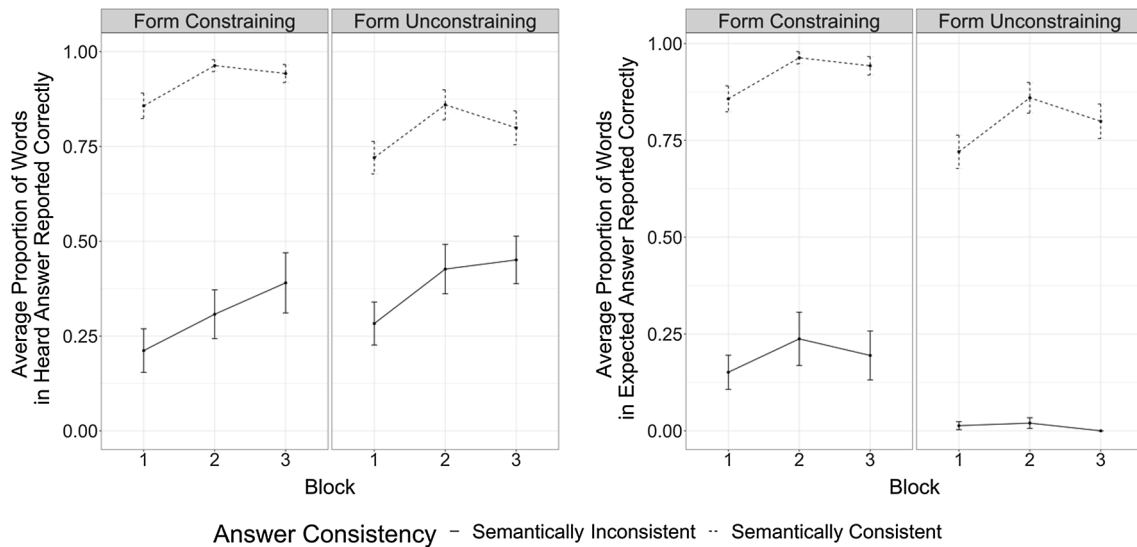 Form Constraining
Form Unconstraining
Average Proportion of Words
in Heard Answer Reported Correctly
1.00
0.75
0.50
0.25
0.00
1
2
3
1
2
3
Block
Form Constraining
Form Unconstraining
Average Proportion of Words
in Expected Answer Reported Correctly
1.00
0.75
0.50
0.25
0.00
1
2
3
1
2
3
Block
Answer Consistency
Semantically Inconsistent
Semantically Consistent